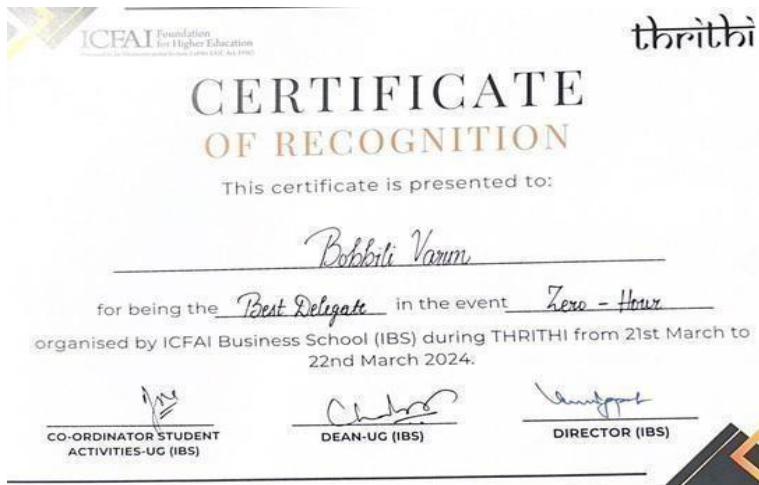 ICFAI Foundation
for Higher Education
thrithi
CERTIFICATE
OF RECOGNITION
This certificate is presented to:
Bobbili Varun
for being the Best Delegate in the event Zero - Hour
organised by ICFAI Business School (IBS) during THRITHI from 21st March to
22nd March 2024.
CO-ORDINATOR STUDENT
ACTIVITIES-UG (IBS)
DEAN-UG (IBS)
DIRECTOR (IBS)